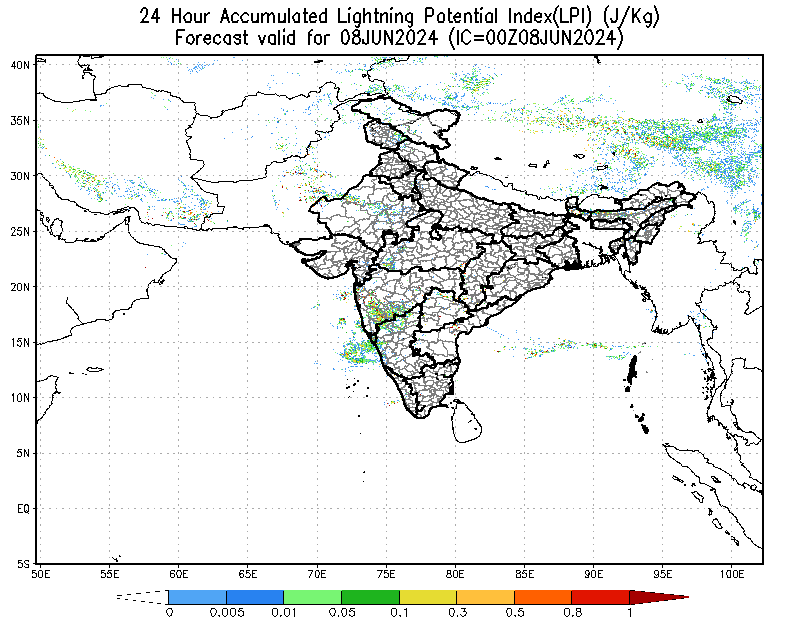 24 Hour Accumulated Lightning Potential Index(LPI) (J/Kg)
Forecast valid for 08JUN2024 (IC=00Z08JUN2024)
40N
35N
30N
25N
20N
15N
10N
5N
EQ
5S
50E 55E 60E 65E 70E 75E 80E 85E 90E 95E 100E
0 0.005 0.01 0.05 0.1 0.3 0.5 0.8 1